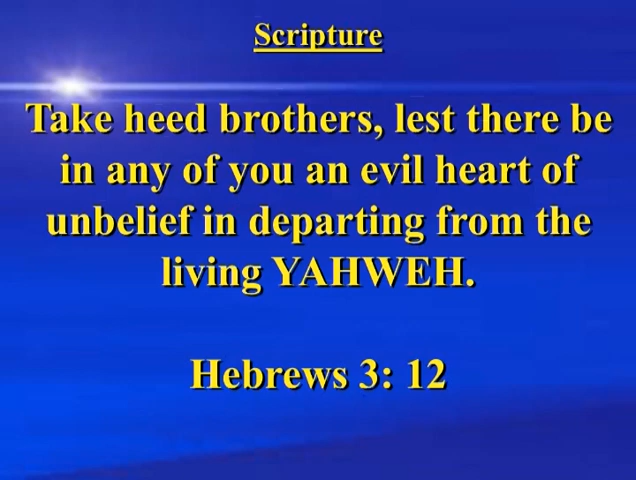 Scripture
Take heed brothers, lest there be
in any of you an evil heart of
unbelief in departing from the
living YAHWEH.
Hebrews 3: 12